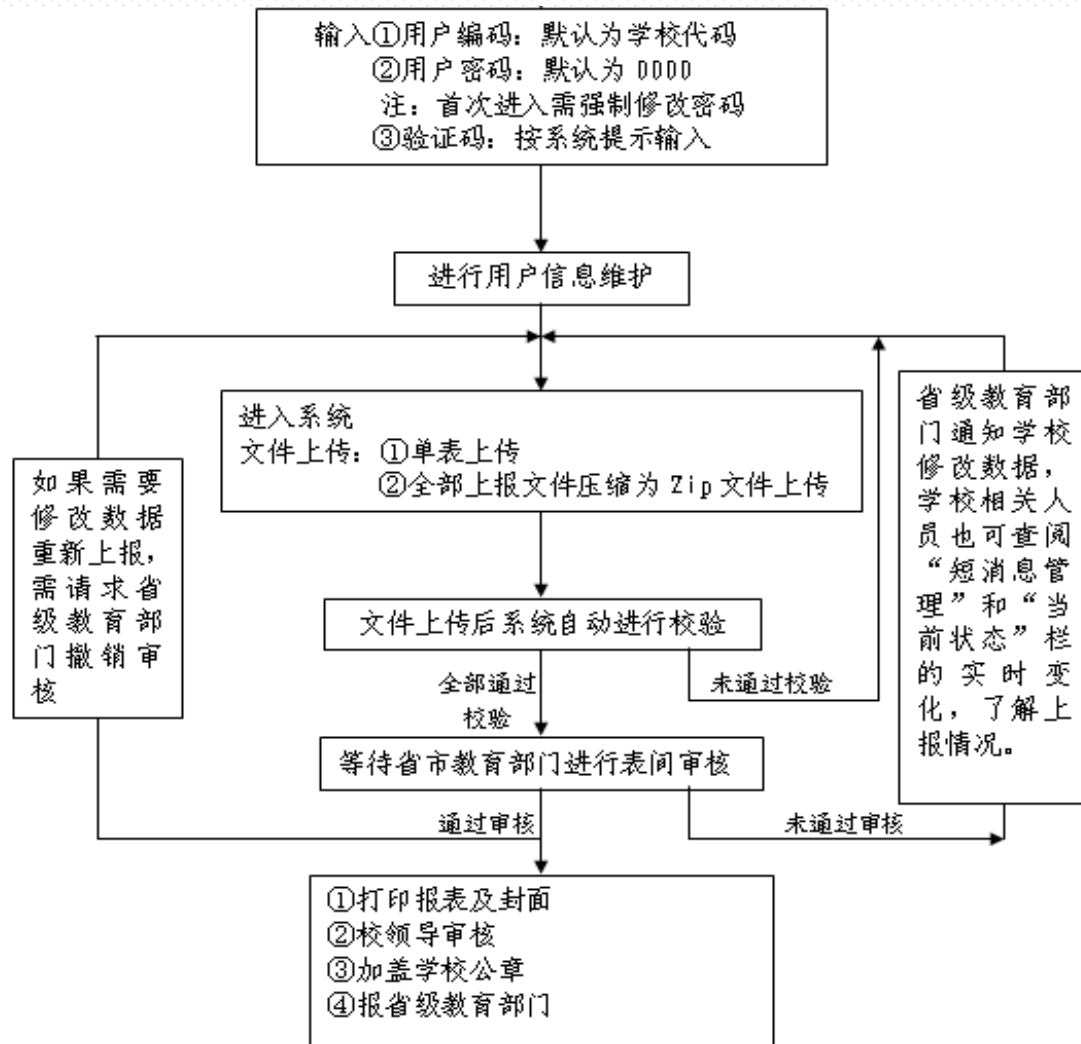 输入①用户编码：默认为学校代码
②用户密码：默认为0000
注：首次进入需强制修改密码
③验证码：按系统提示输入
进行用户信息维护
进入系统
文件上传：①单表上传
②全部上报文件压缩为Zip文件上传
如果需要
修改数据
重新上报，
需请求省
级教育部
门撤销审
核
省级教育部
门通知学校
修改数据，
学校相关人
员也可查阅
“短消息管
理”和“当
前状态”栏
的实时变
化，了解上
报情况。
文件上传后系统自动进行校验
全部通过
校验
未通过校验
等待省市教育部门进行表间审核
通过审核
未通过审核
①打印报表及封面
②校领导审核
③加盖学校公章
④报省级教育部门